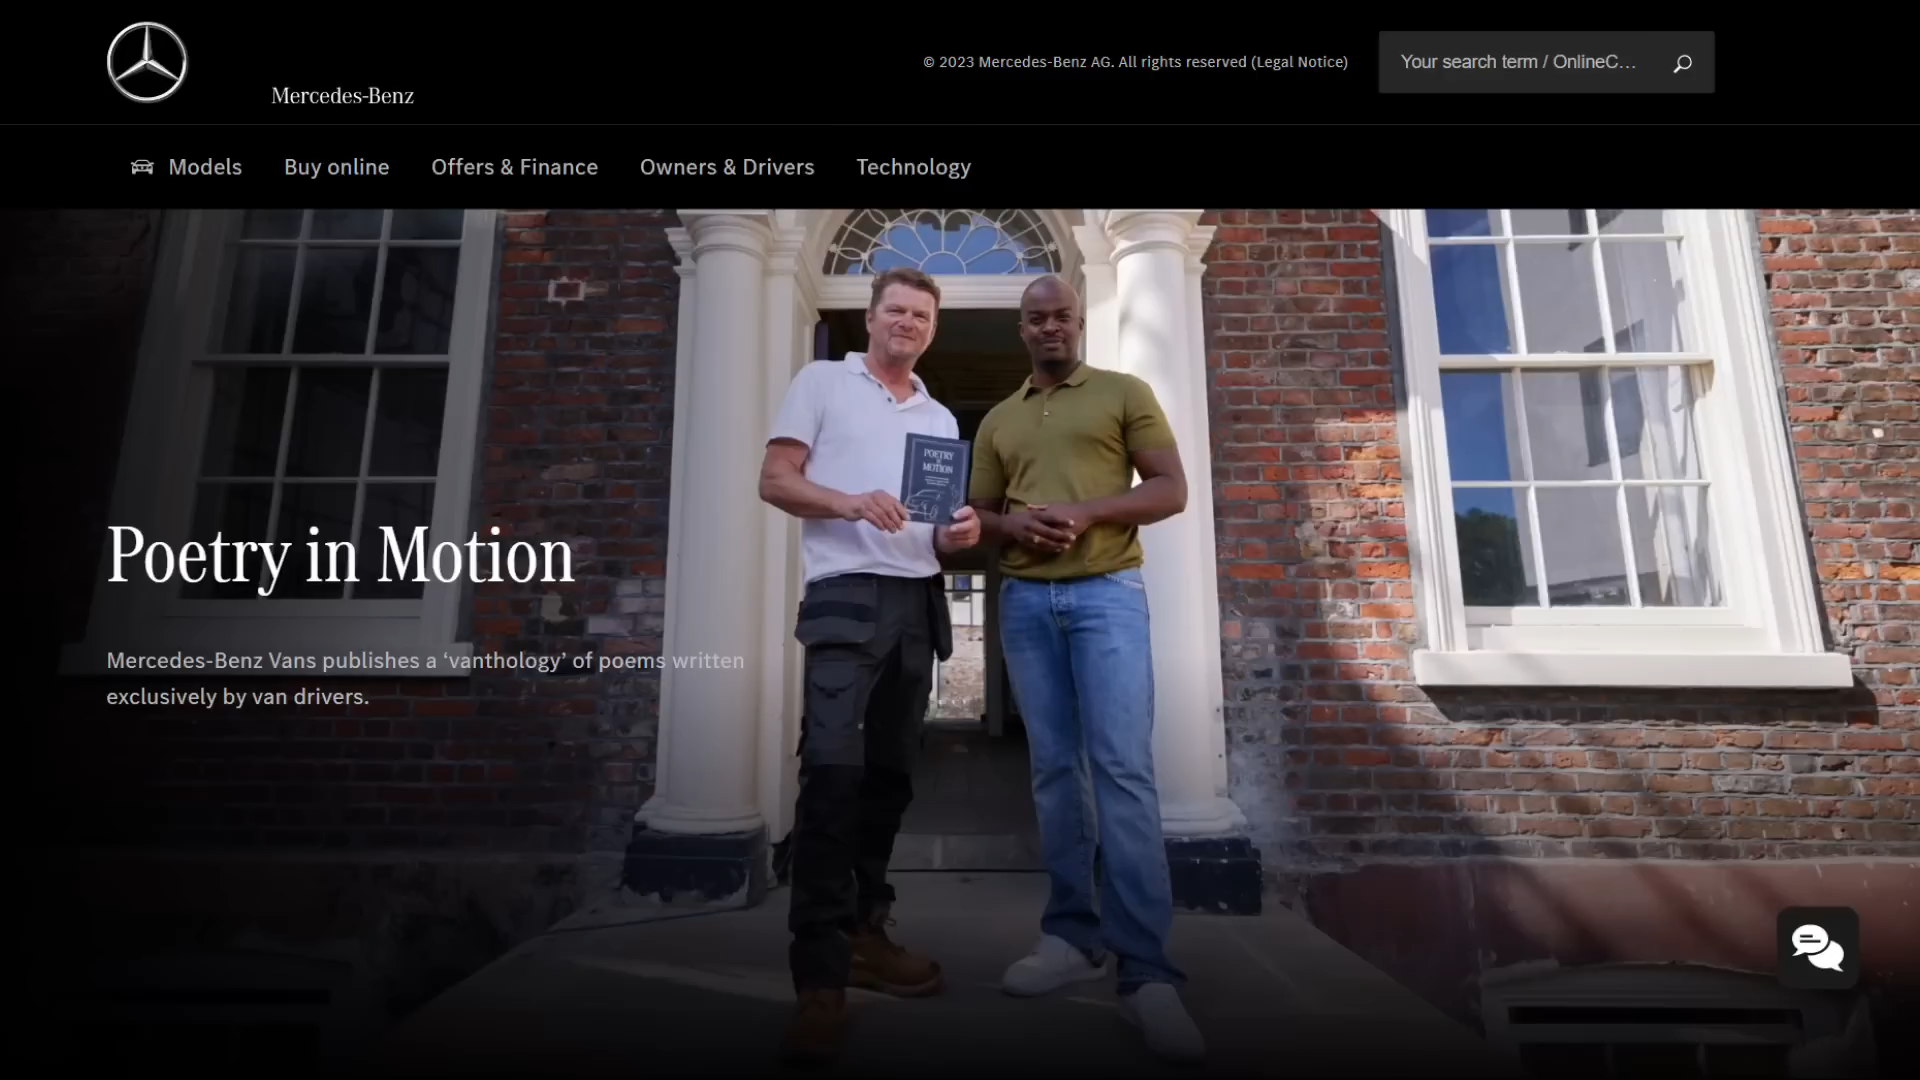 Mercedes-Benz
© 2023 Mercedes-Benz AG. All rights reserved (Legal Notice)
Your search term / OnlineC...
Models
Buy online
Offers & Finance
Owners & Drivers
Technology
POETRY
MOTION
Poetry in Motion
Mercedes-Benz Vans publishes a ‘vanthology’ of poems written
exclusively by van drivers.